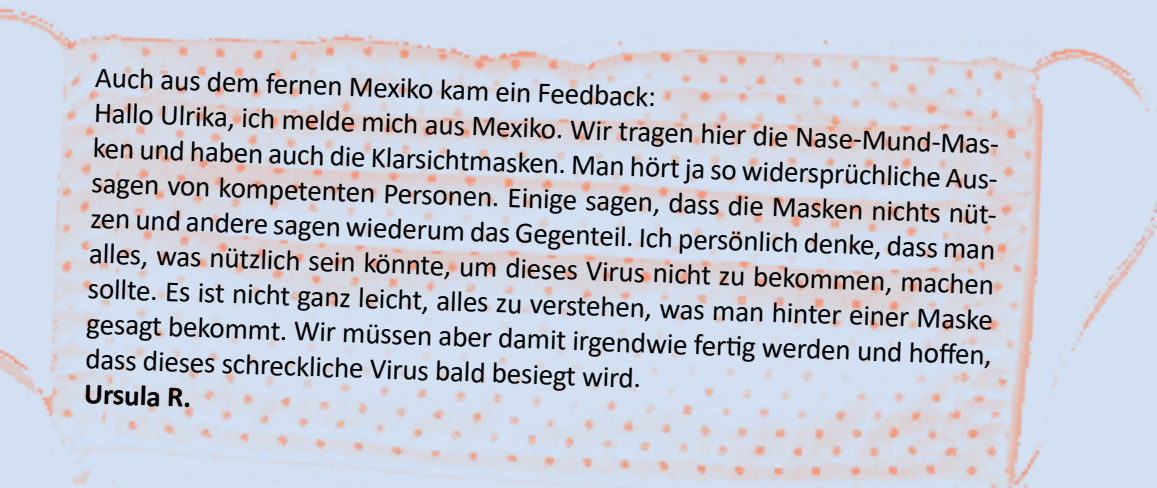 Auch aus dem fernen Mexiko kam ein Feedback:
Hallo Ulrika, ich melde mich aus Mexiko. Wir tragen hier die Nase-Mund-Mas-
ken und haben auch die Klarsichtmasken. Man hört ja so widersprüchliche Aus-
sagen von kompetenten Personen. Einige sagen, dass die Masken nichts nüt-
zen und andere sagen wiederum das Gegenteil. Ich persönlich denke, dass man
alles, was nützlich sein könnte, um dieses Virus nicht zu bekommen, machen
sollte. Es ist nicht ganz leicht, alles zu verstehen, was man hinter einer Maske
gesagt bekommt. Wir müssen aber damit irgendwie fertig werden und hoffen,
dass dieses schreckliche Virus bald besiegt wird.
Ursula R.